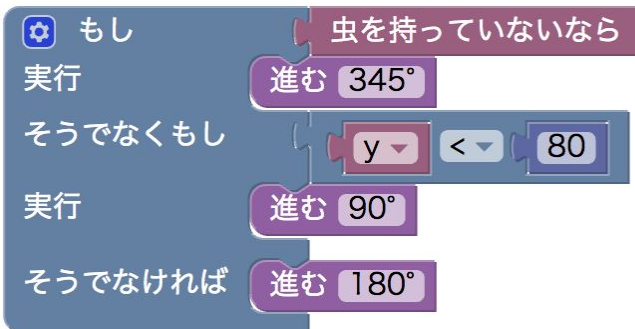 もし 虫を持っていないなら
実行 進む 345°
そうでなくもし y < 80
実行 進む 90°
そうでなければ 進む 180°